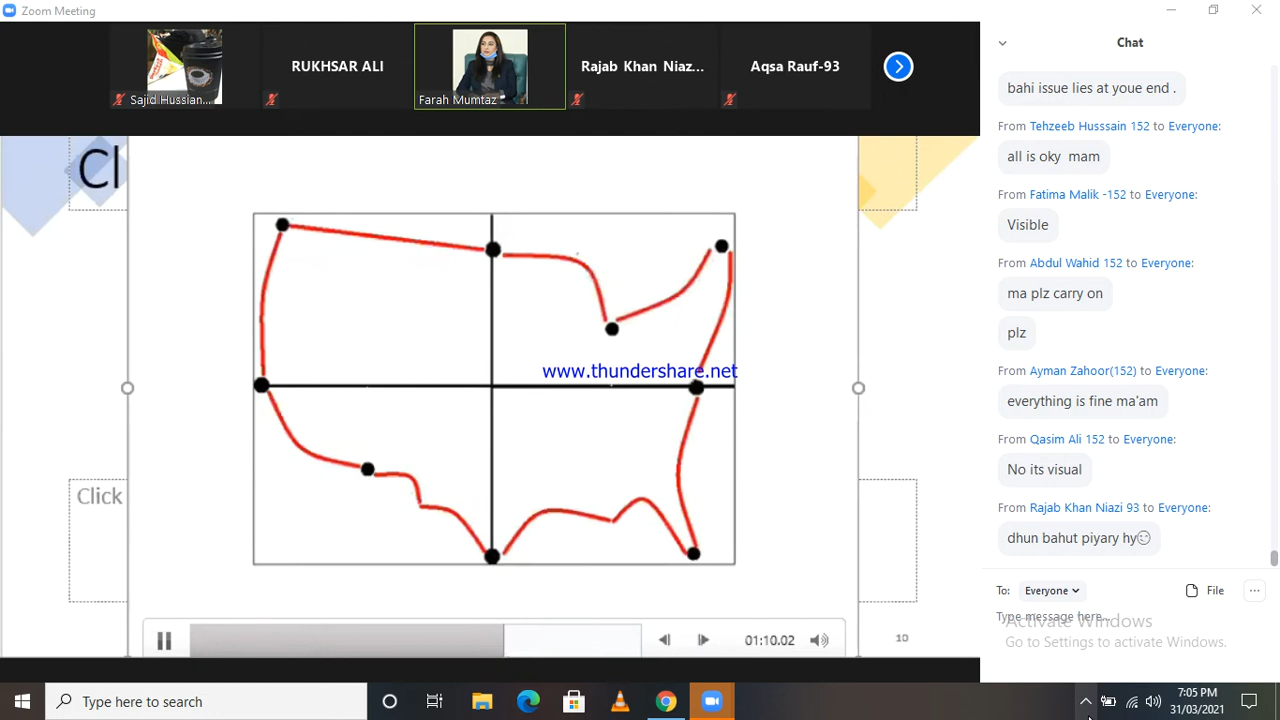 Zoom Meeting
Sajid Hussian...
RUKHSAR ALI
Farah Mumtaz
Rajab Khan Niaz...
Aqsa Rauf-93
Cl
www.thundershare.net
Click
01:10.02
10
Chat
bahi issue lies at youe end .
From Tehzeeb Husssain 152 to Everyone:
all is oky mam
From Fatima Malik -152 to Everyone:
Visible
From Abdul Wahid 152 to Everyone:
ma plz carry on
plz
From Ayman Zahoor(152) to Everyone:
everything is fine ma'am
From Qasim Ali 152 to Everyone:
No its visual
From Rajab Khan Niazi 93 to Everyone:
dhun bahut piyary hy😊
To: Everyone File ...
Type message here...
Activate Windows
Go to Settings to activate Windows.
Type here to search
7:05 PM
31/03/2021